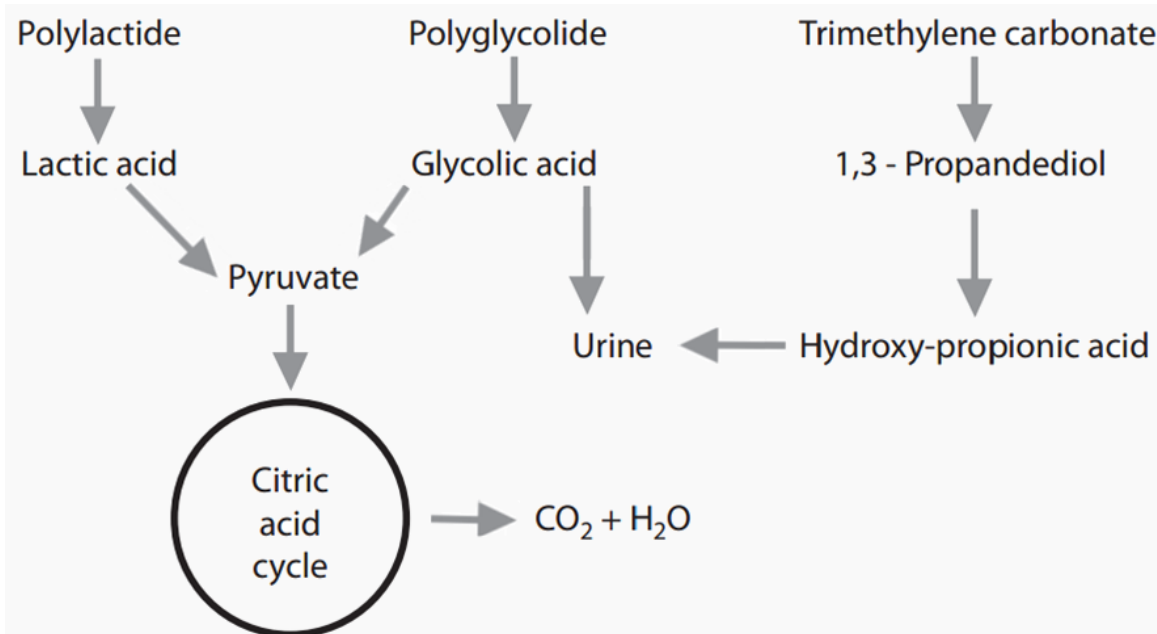 Polylactide
Polyglycolide
Trimethylene carbonate
Lactic acid
Glycolic acid
1,3 - Propandediol
Pyruvate
Urine
Hydroxy-propionic acid
Citric
acid
cycle
CO₂ + H₂O